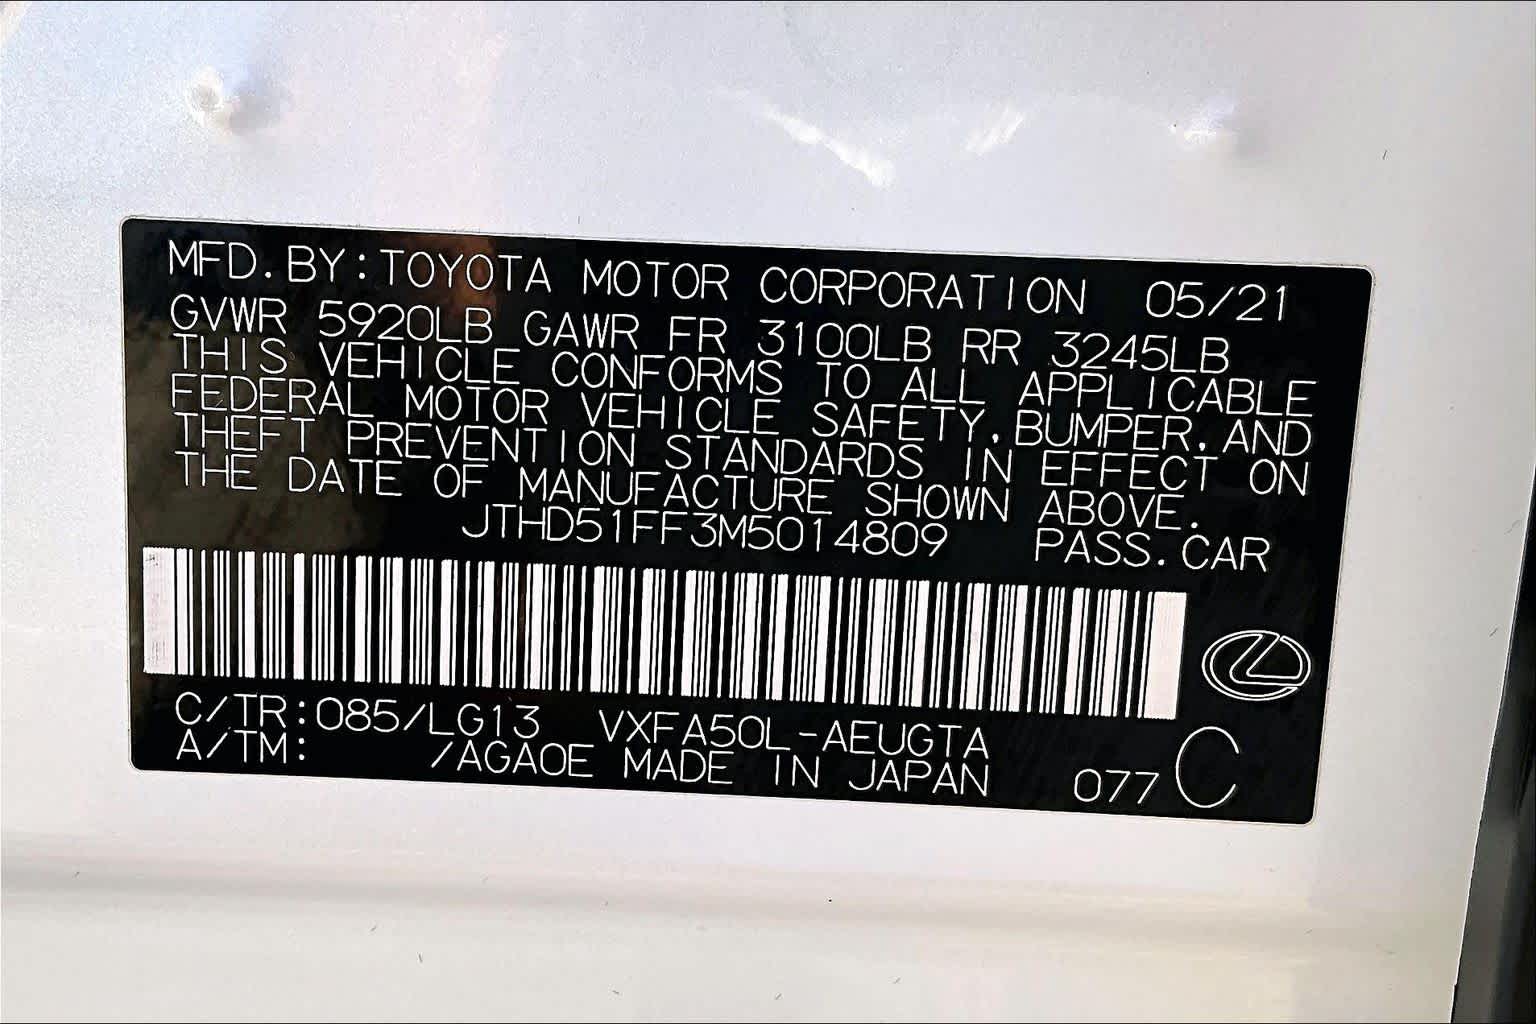 MFD. BY:TOYOTA MOTOR CORPORATION 05/21
GVWR 5920LB GAWR FR 3100LB RR 3245LB
THIS VEHICLE CONFORMS TO ALL APPLICABLE
FEDERAL MOTOR VEHICLE SAFETY, BUMPER, AND
THEFT PREVENTION STANDARDS IN EFFECT ON
THE DATE OF MANUFACTURE SHOWN ABOVE.
JTHD51FF3M5014809 PASS. CAR
C/TR:085/LG13 VXFA50L-AEUGTA
A/TM: /AGA0E MADE IN JAPAN 077 C